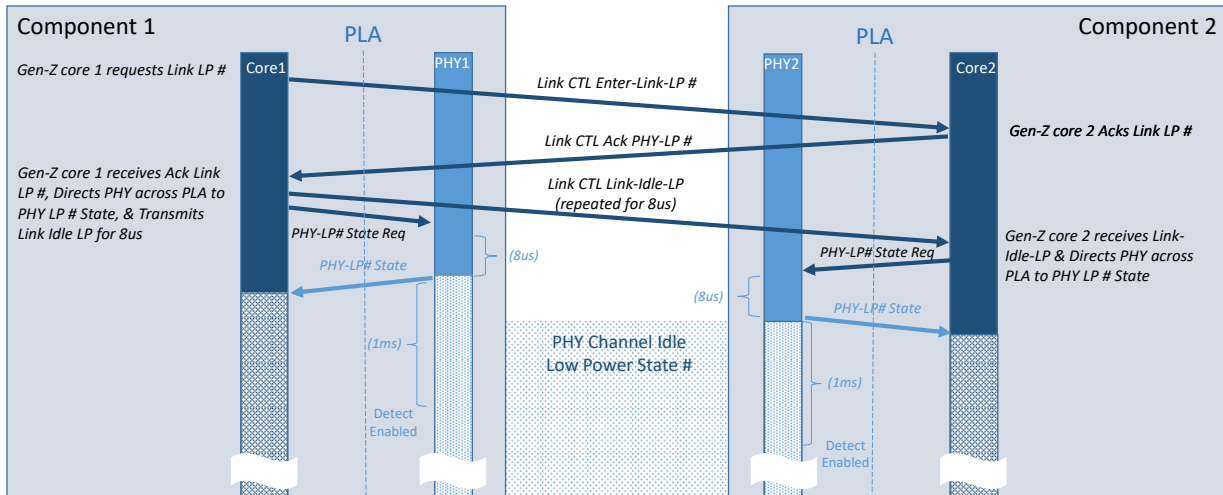 Component 1
Component 2
PLA
PLA
Core1
PHY1
PHY2
Core2
Gen-Z core 1 requests Link LP #
Link CTL Enter-Link-LP #
Gen-Z core 2 Acks Link LP #
Link CTL Ack PHY-LP #
Gen-Z core 1 receives Ack Link
LP #, Directs PHY across PLA to
PHY LP # State, & Transmits
Link Idle LP for 8us
Link CTL Link-Idle-LP
(repeated for 8us)
PHY-LP# State Req
Gen-Z core 2 receives Link-
Idle-LP & Directs PHY across
PLA to PHY LP # State
PHY-LP# State Req
(8us)
PHY-LP# State
(8us)
PHY-LP# State
(1ms)
PHY Channel Idle
Low Power State #
(1ms)
Detect
Enabled
Detect
Enabled